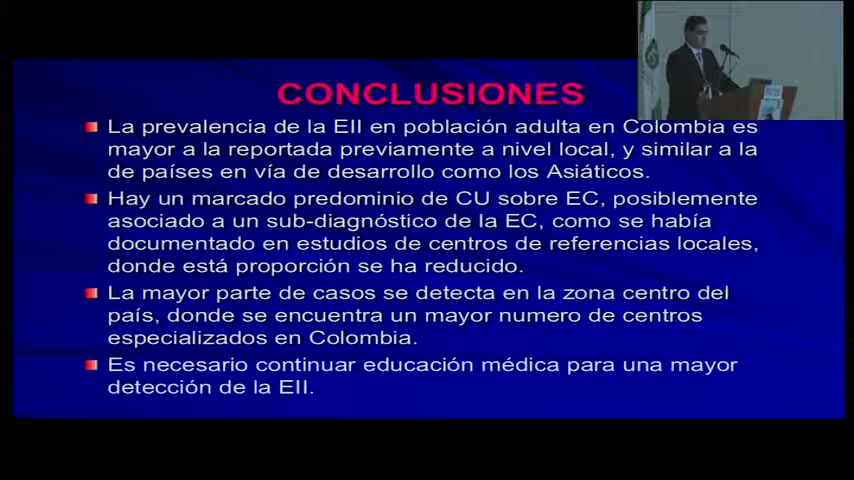 CONCLUSIONES
La prevalencia de la EII en población adulta en Colombia es
mayor a la reportada previamente a nivel local, y similar a la
de países en vía de desarrollo como los Asiáticos.
Hay un marcado predominio de CU sobre EC, posiblemente
asociado a un sub-diagnóstico de la EC, como se había
documentado en estudios de centros de referencias locales,
donde está proporción se ha reducido.
La mayor parte de casos se detecta en la zona centro del
país, donde se encuentra un mayor numero de centros
especializados en Colombia.
Es necesario continuar educación médica para una mayor
detección de la EII.